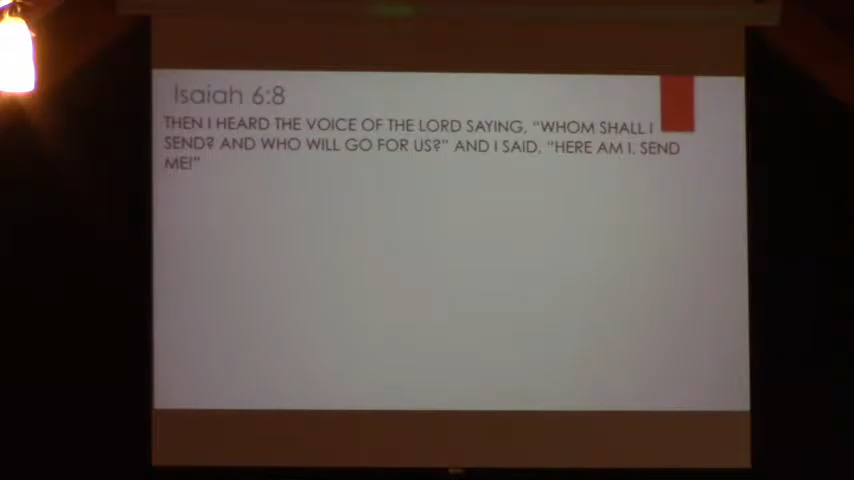 Isaiah 6:8
THEN I HEARD THE VOICE OF THE LORD SAYING, “WHOM SHALL I
SEND? AND WHO WILL GO FOR US?” AND I SAID, “HERE AM I. SEND
ME!”